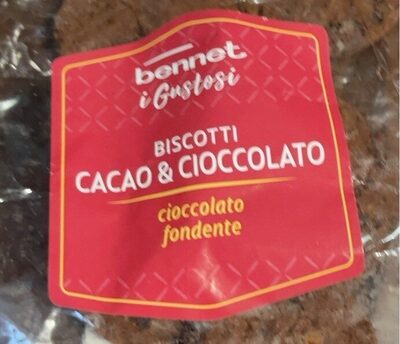 bennet
i Gustosi
BISCOTTI
CACAO & CIOCCOLATO
cioccolato
fondente